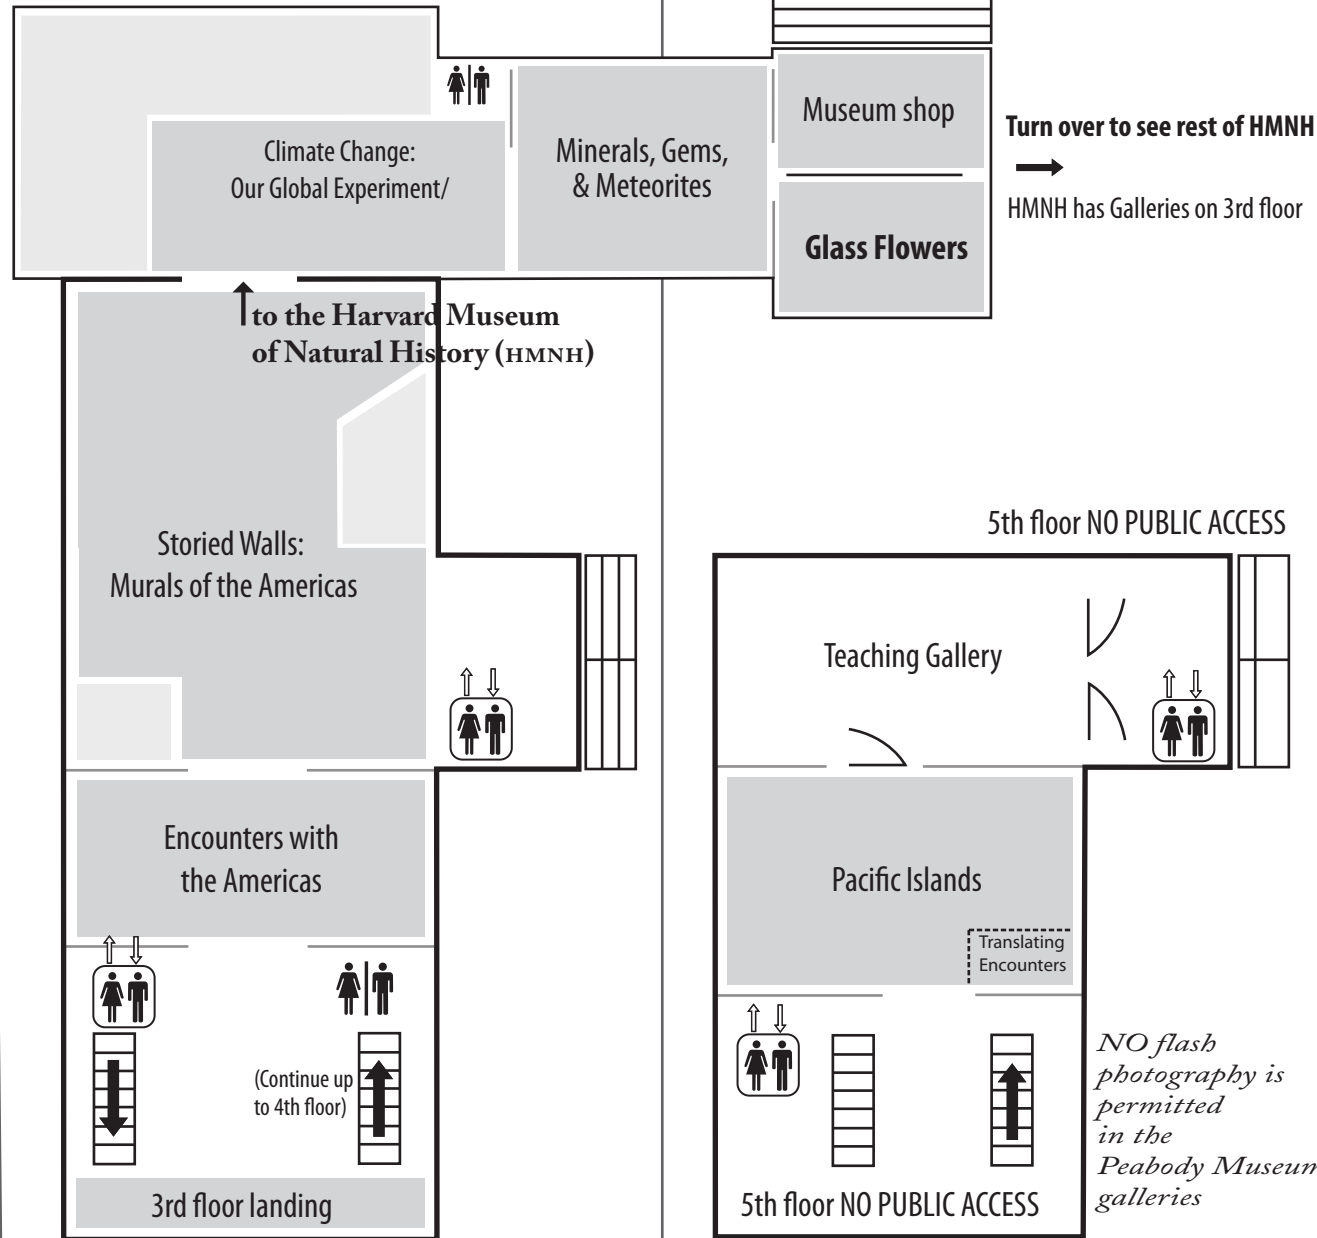 Climate Change:
Our Global Experiment/
Minerals, Gems,
& Meteorites
Museum shop
Glass Flowers
Turn over to see rest of HMNH
HMNH has Galleries on 3rd floor
to the Harvard Museum
of Natural History (HMNH)
Storied Walls:
Murals of the Americas
Encounters with
the Americas
(Continue up
to 4th floor)
3rd floor landing
5th floor NO PUBLIC ACCESS
Teaching Gallery
Pacific Islands
Translating
Encounters
5th floor NO PUBLIC ACCESS
NO flash
photography is
permitted
in the
Peabody Museum
galleries